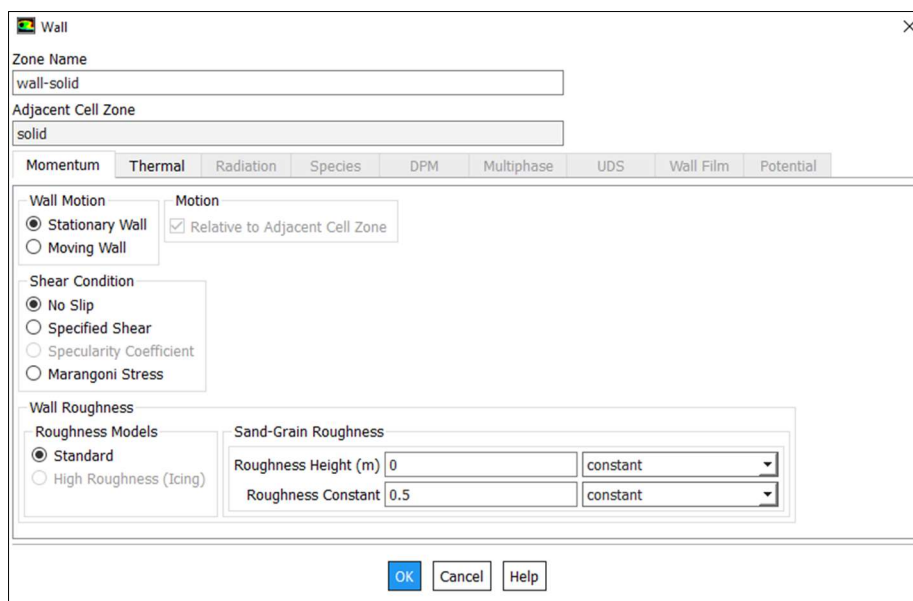 Wall
Zone Name
wall-solid
Adjacent Cell Zone
solid
Momentum Thermal Radiation Species DPM Multiphase UDS Wall Film Potential
Wall Motion Motion
Stationary Wall Relative to Adjacent Cell Zone
Moving Wall
Shear Condition
No Slip
Specified Shear
Specularity Coefficient
Marangoni Stress
Wall Roughness
Roughness Models Sand-Grain Roughness
Standard
High Roughness (Icing)
Roughness Height (m) 0 constant
Roughness Constant 0.5 constant
OK Cancel Help